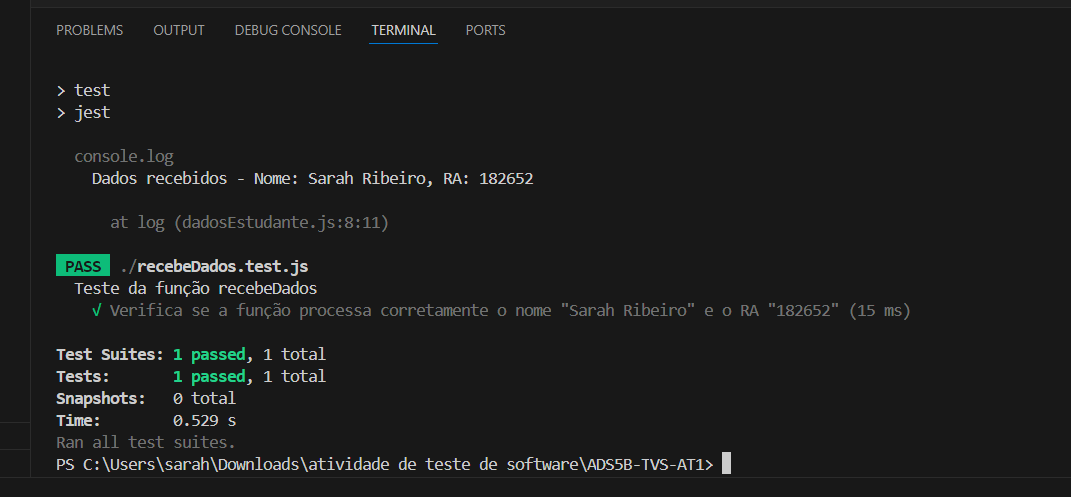 PROBLEMS OUTPUT DEBUG CONSOLE TERMINAL PORTS
> test
> jest
console.log
Dados recebidos - Nome: Sarah Ribeiro, RA: 182652
at log (dadosEstudante.js:8:11)
PASS ./recebeDados.test.js
Teste da função recebeDados
√ Verifica se a função processa corretamente o nome "Sarah Ribeiro" e o RA "182652" (15 ms)
Test Suites: 1 passed, 1 total
Tests: 1 passed, 1 total
Snapshots: 0 total
Time: 0.529 s
Ran all test suites.
PS C:\Users\sarah\Downloads\atividade de teste de software\ADS5B-TVS-AT1>